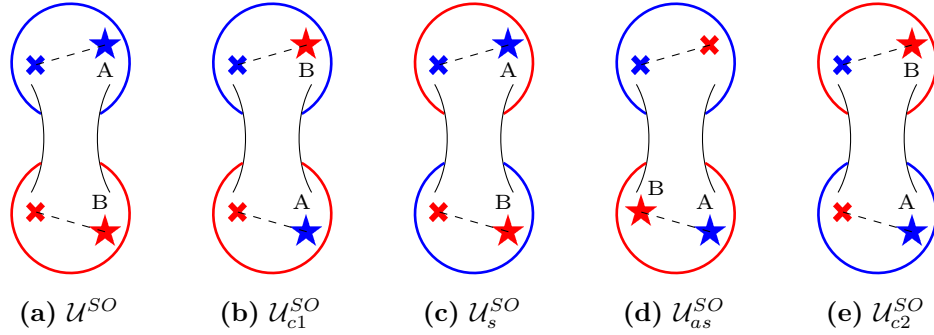 A B A B
B A B B A A
(a) 𝒰^{SO} (b) 𝒰^{SO}_{c1} (c) 𝒰^{SO}_{s} (d) 𝒰^{SO}_{as} (e) 𝒰^{SO}_{c2}